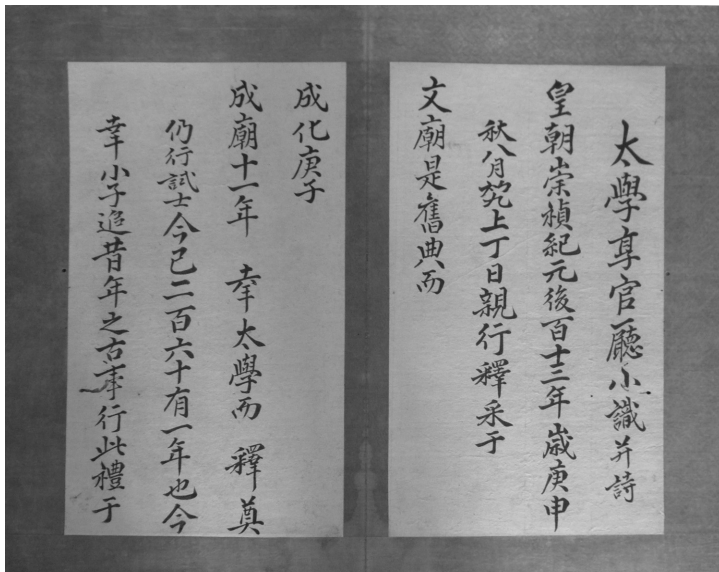 太學享官廳小識并詩
皇朝崇禎紀元後百十三年歲庚申
秋八月上丁日親行釋采于
文廟是舊典而
成化庚子
成廟十一年 幸太學而 釋奠
仍行試士今已二百六十有一年也今
幸小子追昔年之古事行此禮于